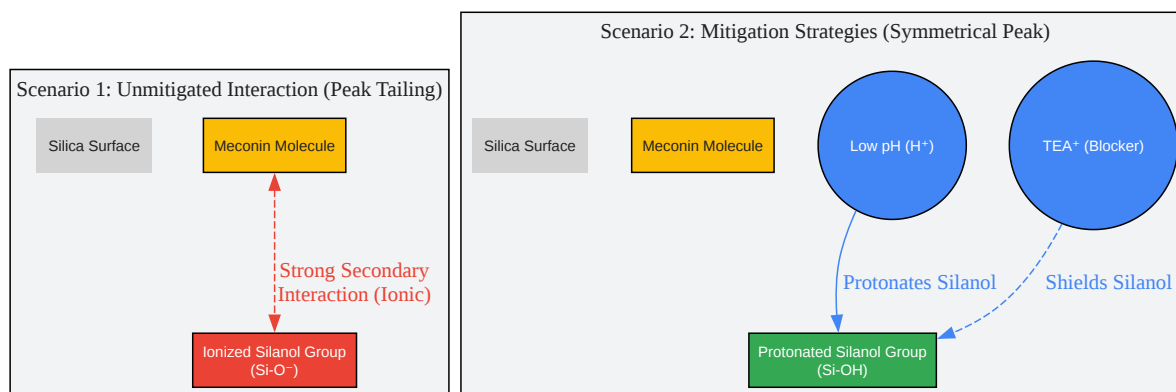 Scenario 1: Unmitigated Interaction (Peak Tailing)
Silica Surface
Meconin Molecule
Strong Secondary
Interaction (Ionic)
Ionized Silanol Group
(Si-O⁻)
Scenario 2: Mitigation Strategies (Symmetrical Peak)
Silica Surface
Meconin Molecule
Low pH (H⁺)
TEA⁺ (Blocker)
Protonates Silanol
Shields Silanol
Protonated Silanol Group
(Si-OH)